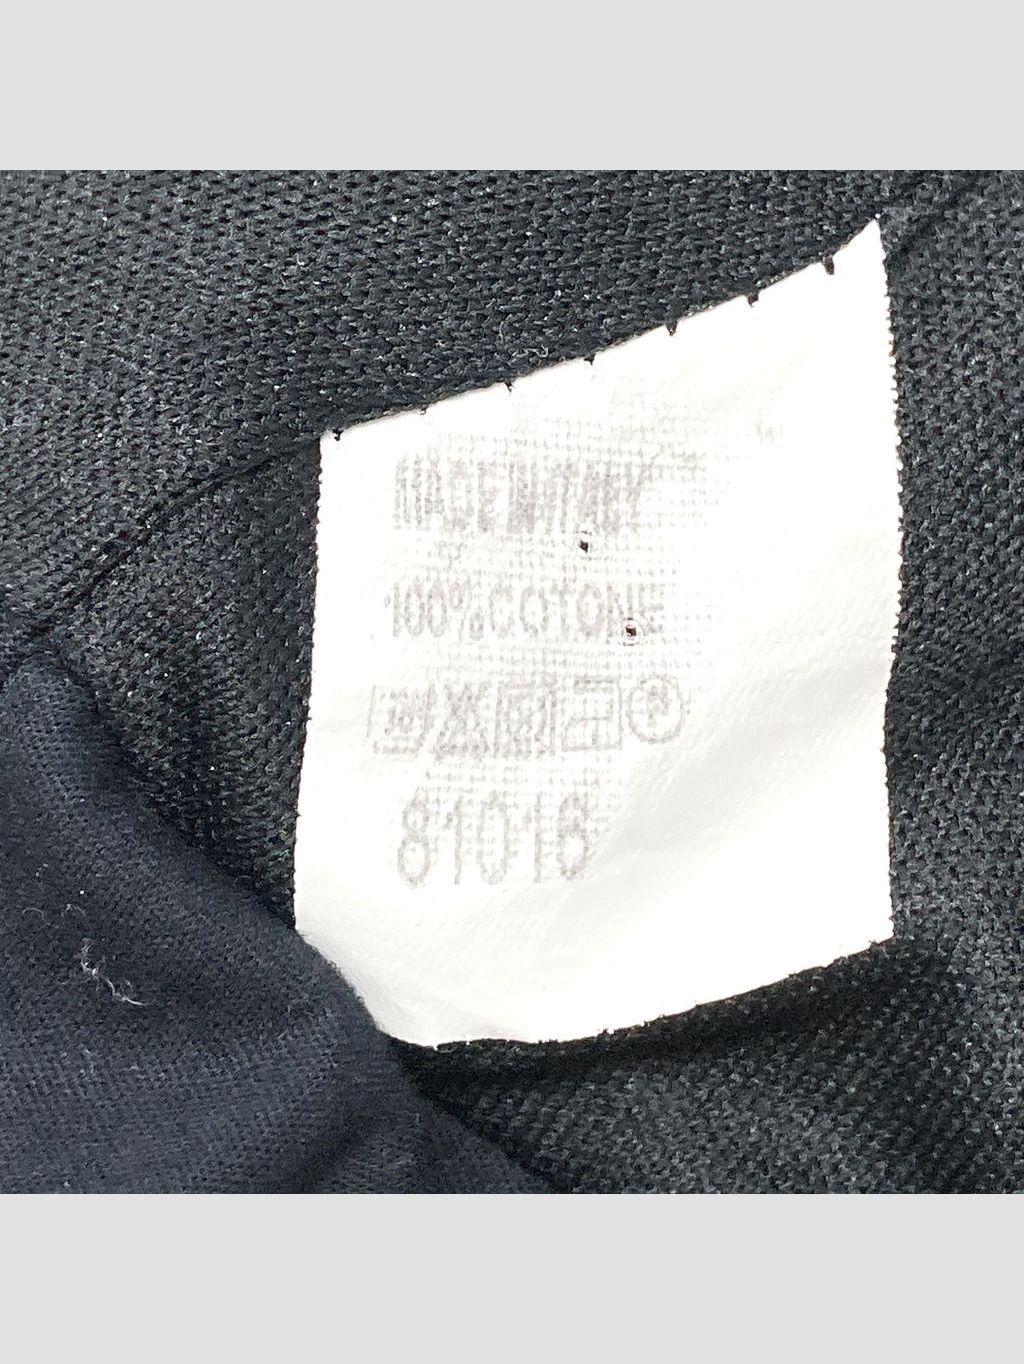 MADE IN ITALY
100% COTONE
81016